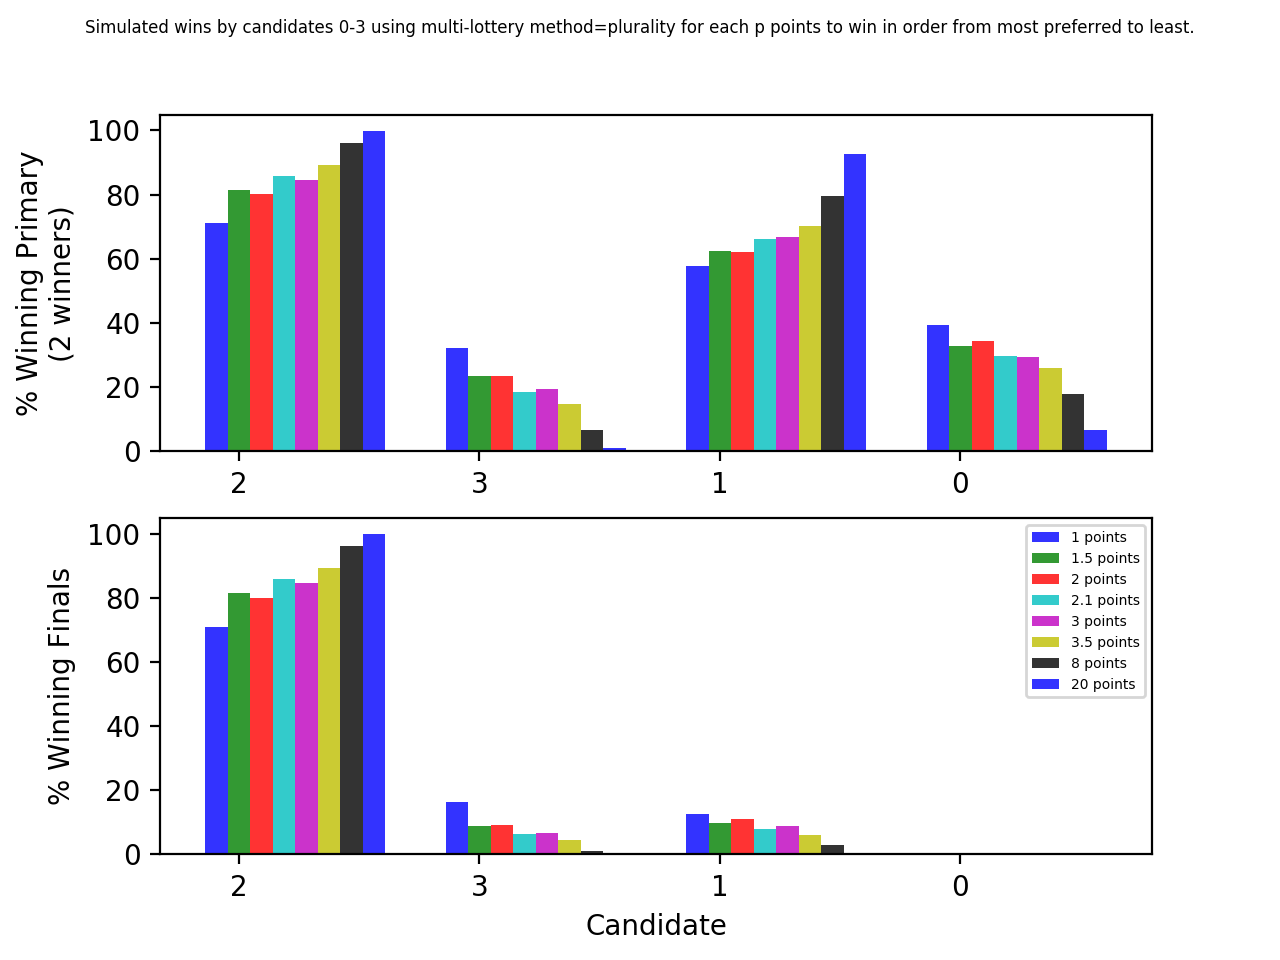 Simulated wins by candidates 0-3 using multi-lottery method=plurality for each p points to win in order from most preferred to least.
% Winning Primary
(2 winners)
100
80
60
40
20
0
2 3 1 0
% Winning Finals
100
80
60
40
20
0
1 points
1.5 points
2 points
2.1 points
3 points
3.5 points
8 points
20 points
2 3 1 0
Candidate